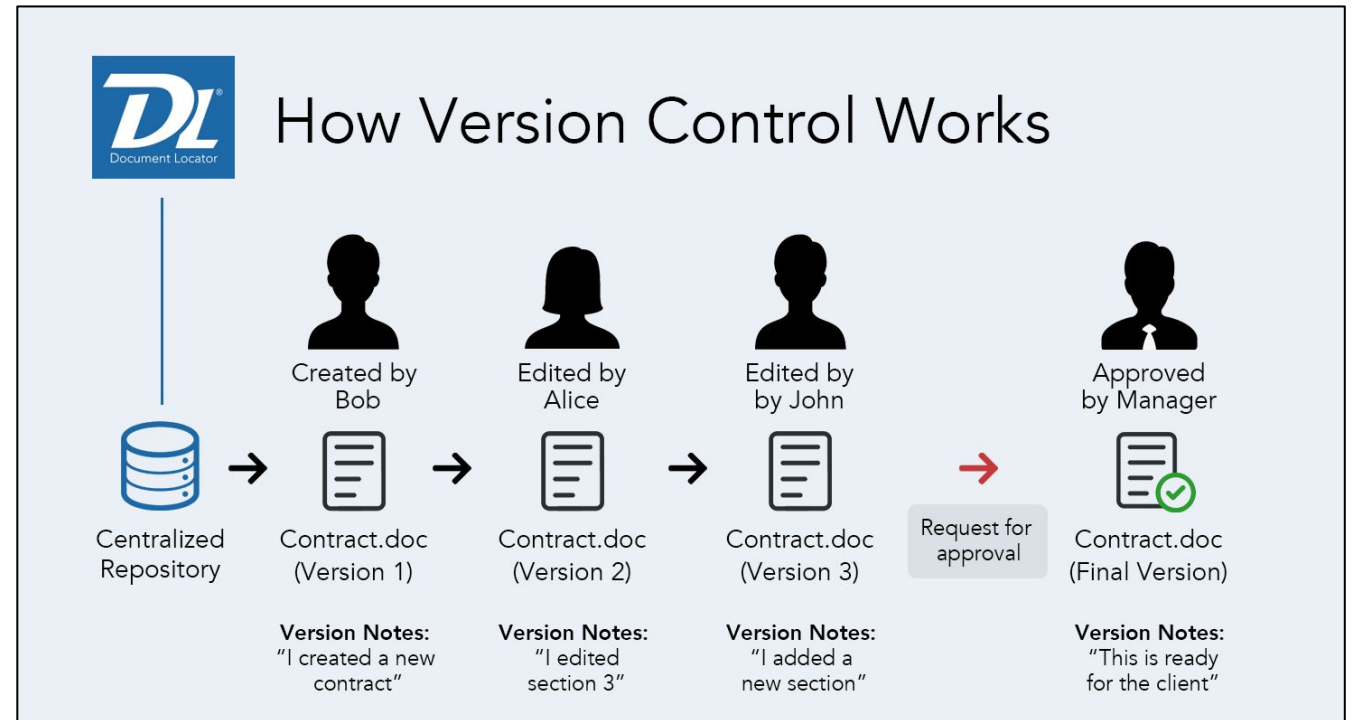 DL®
Document Locator
How Version Control Works
Created by
Bob
Edited by
Alice
Edited by
by John
Approved
by Manager
Centralized
Repository
Contract.doc
(Version 1)
Contract.doc
(Version 2)
Contract.doc
(Version 3)
Request for
approval
Contract.doc
(Final Version)
Version Notes:
"I created a new
contract"
Version Notes:
"I edited
section 3"
Version Notes:
"I added a
new section"
Version Notes:
"This is ready
for the client"